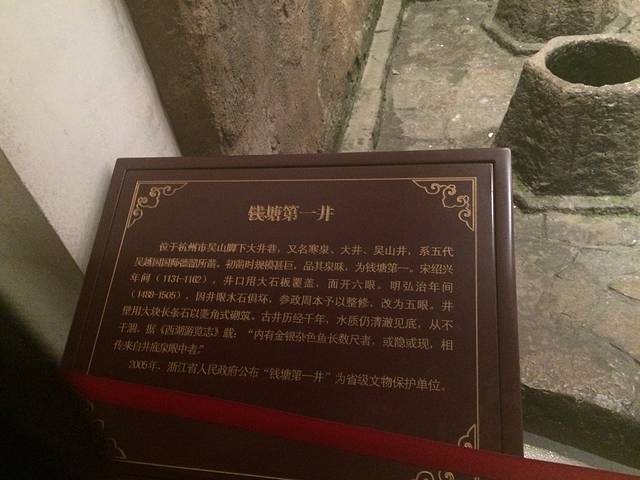 钱塘第一井
位于杭州市吴山脚下大井巷，又名寒泉、大井、吴山井，系五代
吴越国国师德韶所凿。初凿时规模甚巨，品其泉味，为钱塘第一。宋绍兴
年间（1131-1162），井口用大石板覆盖，面开六眼。明弘治年间
（1488-1505），因井眼木石俱坏，参政周本予以整修，改为五眼。井
壁用大块长条石以菱角式砌筑。古井历经千年，水质仍清澈见底，从不
干涸。据《西湖游览志》载：“内有金银杂色鱼长数尺者，或隐或现，相
传来自井底泉眼中者。”
2005年，浙江省人民政府公布“钱塘第一井”为省级文物保护单位。